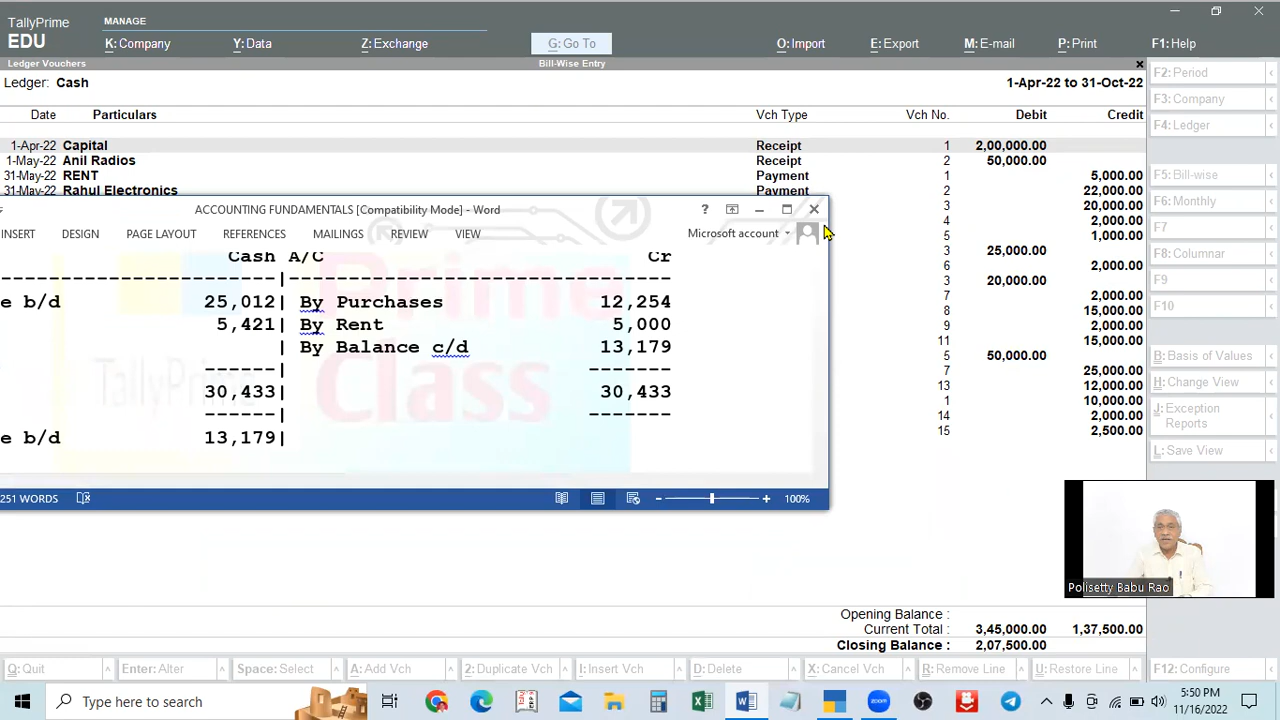 TallyPrime
EDU
MANAGE
K: Company Y: Data Z: Exchange G: Go To O: Import E: Export M: E-mail P: Print F1: Help
Ledger Vouchers Bill-Wise Entry
Ledger: Cash 1-Apr-22 to 31-Oct-22
Date Particulars Vch Type Vch No. Debit Credit
1-Apr-22 Capital Receipt 1 2,00,000.00
1-May-22 Anil Radios Receipt 2 50,000.00
31-May-22 RENT Payment 1 5,000.00
31-May-22 Rahul Electronics Payment 2 22,000.00
3 20,000.00
4 2,000.00
5 1,000.00
3 25,000.00
6 2,000.00
3 20,000.00
7 2,000.00
8 15,000.00
9 2,000.00
11 15,000.00
5 50,000.00
7 25,000.00
13 12,000.00
1 10,000.00
14 2,000.00
15 2,500.00
ACCOUNTING FUNDAMENTALS [Compatibility Mode] - Word
INSERT DESIGN PAGE LAYOUT REFERENCES MAILINGS REVIEW VIEW Microsoft account
Cash A/C Cr
e b/d 25,012| By Purchases 12,254
5,421| By Rent 5,000
| By Balance c/d 13,179
------| -------
30,433| 30,433
------| -------
e b/d 13,179|
Prime
TallyPrime
Class
251 WORDS 100%
Opening Balance :
Current Total : 3,45,000.00 1,37,500.00
Closing Balance : 2,07,500.00
F2: Period
F3: Company
F4: Ledger
F5: Bill-wise
F6: Monthly
F7
F8: Columnar
F9
F10
B: Basis of Values
H: Change View
J: Exception
Reports
L: Save View
Polisetty Babu Rao
Q: Quit Enter: Alter Space: Select A: Add Vch 2: Duplicate Vch I: Insert Vch D: Delete X: Cancel Vch R: Remove Line U: Restore Line F12: Configure
Type here to search
5:50 PM
11/16/2022